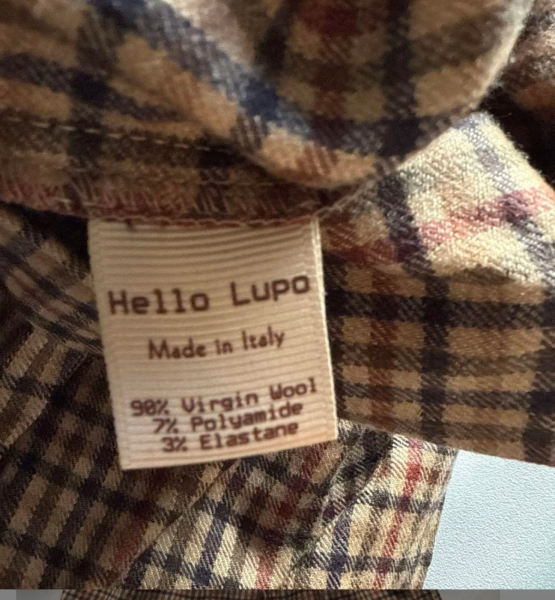 Hello Lupo
Made in Italy
90% Virgin Wool
7% Polyamide
3% Elastane